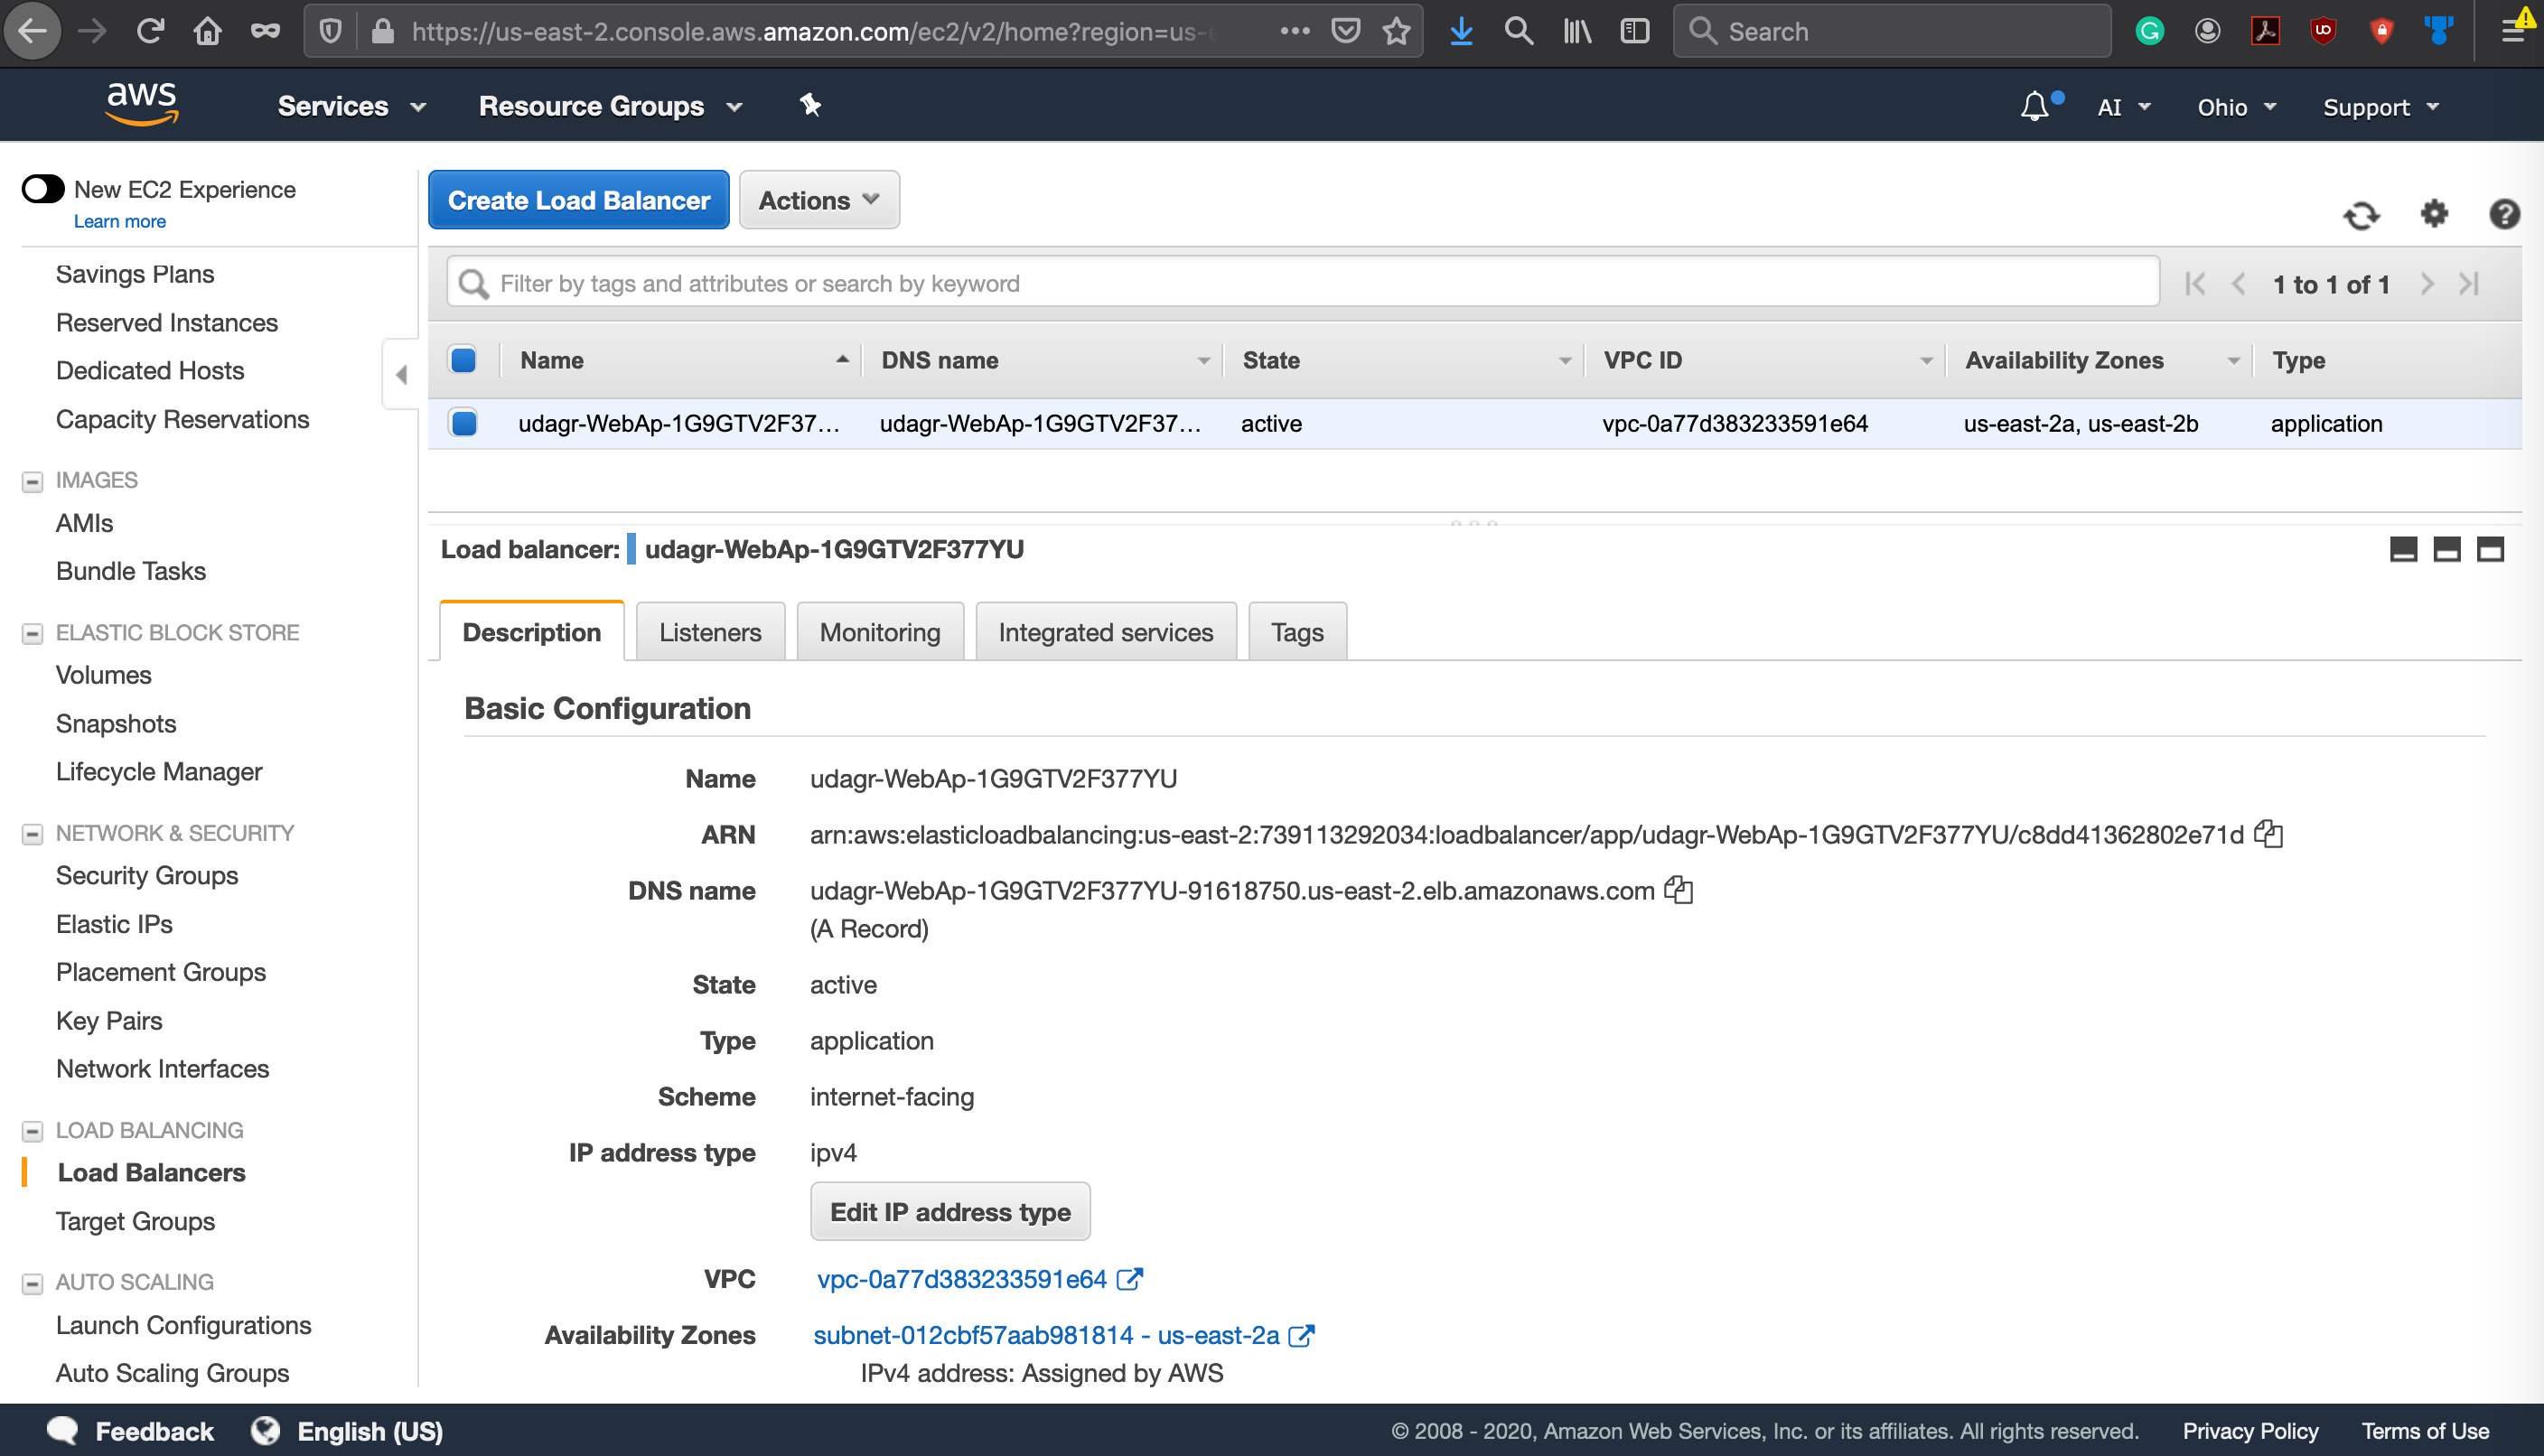 https://us-east-2.console.aws.amazon.com/ec2/v2/home?region=us-e
Search
aws
Services
Resource Groups
AI
Ohio
Support
New EC2 Experience
Learn more
Savings Plans
Reserved Instances
Dedicated Hosts
Capacity Reservations
IMAGES
AMIs
Bundle Tasks
ELASTIC BLOCK STORE
Volumes
Snapshots
Lifecycle Manager
NETWORK & SECURITY
Security Groups
Elastic IPs
Placement Groups
Key Pairs
Network Interfaces
LOAD BALANCING
Load Balancers
Target Groups
AUTO SCALING
Launch Configurations
Auto Scaling Groups
Create Load Balancer
Actions
Filter by tags and attributes or search by keyword
1 to 1 of 1
Name DNS name State VPC ID Availability Zones Type
udagr-WebAp-1G9GTV2F37... udagr-WebAp-1G9GTV2F37... active vpc-0a77d383233591e64 us-east-2a, us-east-2b application
Load balancer: udagr-WebAp-1G9GTV2F377YU
Description
Listeners
Monitoring
Integrated services
Tags
Basic Configuration
Name udagr-WebAp-1G9GTV2F377YU
ARN arn:aws:elasticloadbalancing:us-east-2:739113292034:loadbalancer/app/udagr-WebAp-1G9GTV2F377YU/c8dd41362802e71d
DNS name udagr-WebAp-1G9GTV2F377YU-91618750.us-east-2.elb.amazonaws.com
(A Record)
State active
Type application
Scheme internet-facing
IP address type ipv4
Edit IP address type
VPC vpc-0a77d383233591e64
Availability Zones subnet-012cbf57aab981814 - us-east-2a
IPv4 address: Assigned by AWS
Feedback
English (US)
© 2008 - 2020, Amazon Web Services, Inc. or its affiliates. All rights reserved.
Privacy Policy
Terms of Use